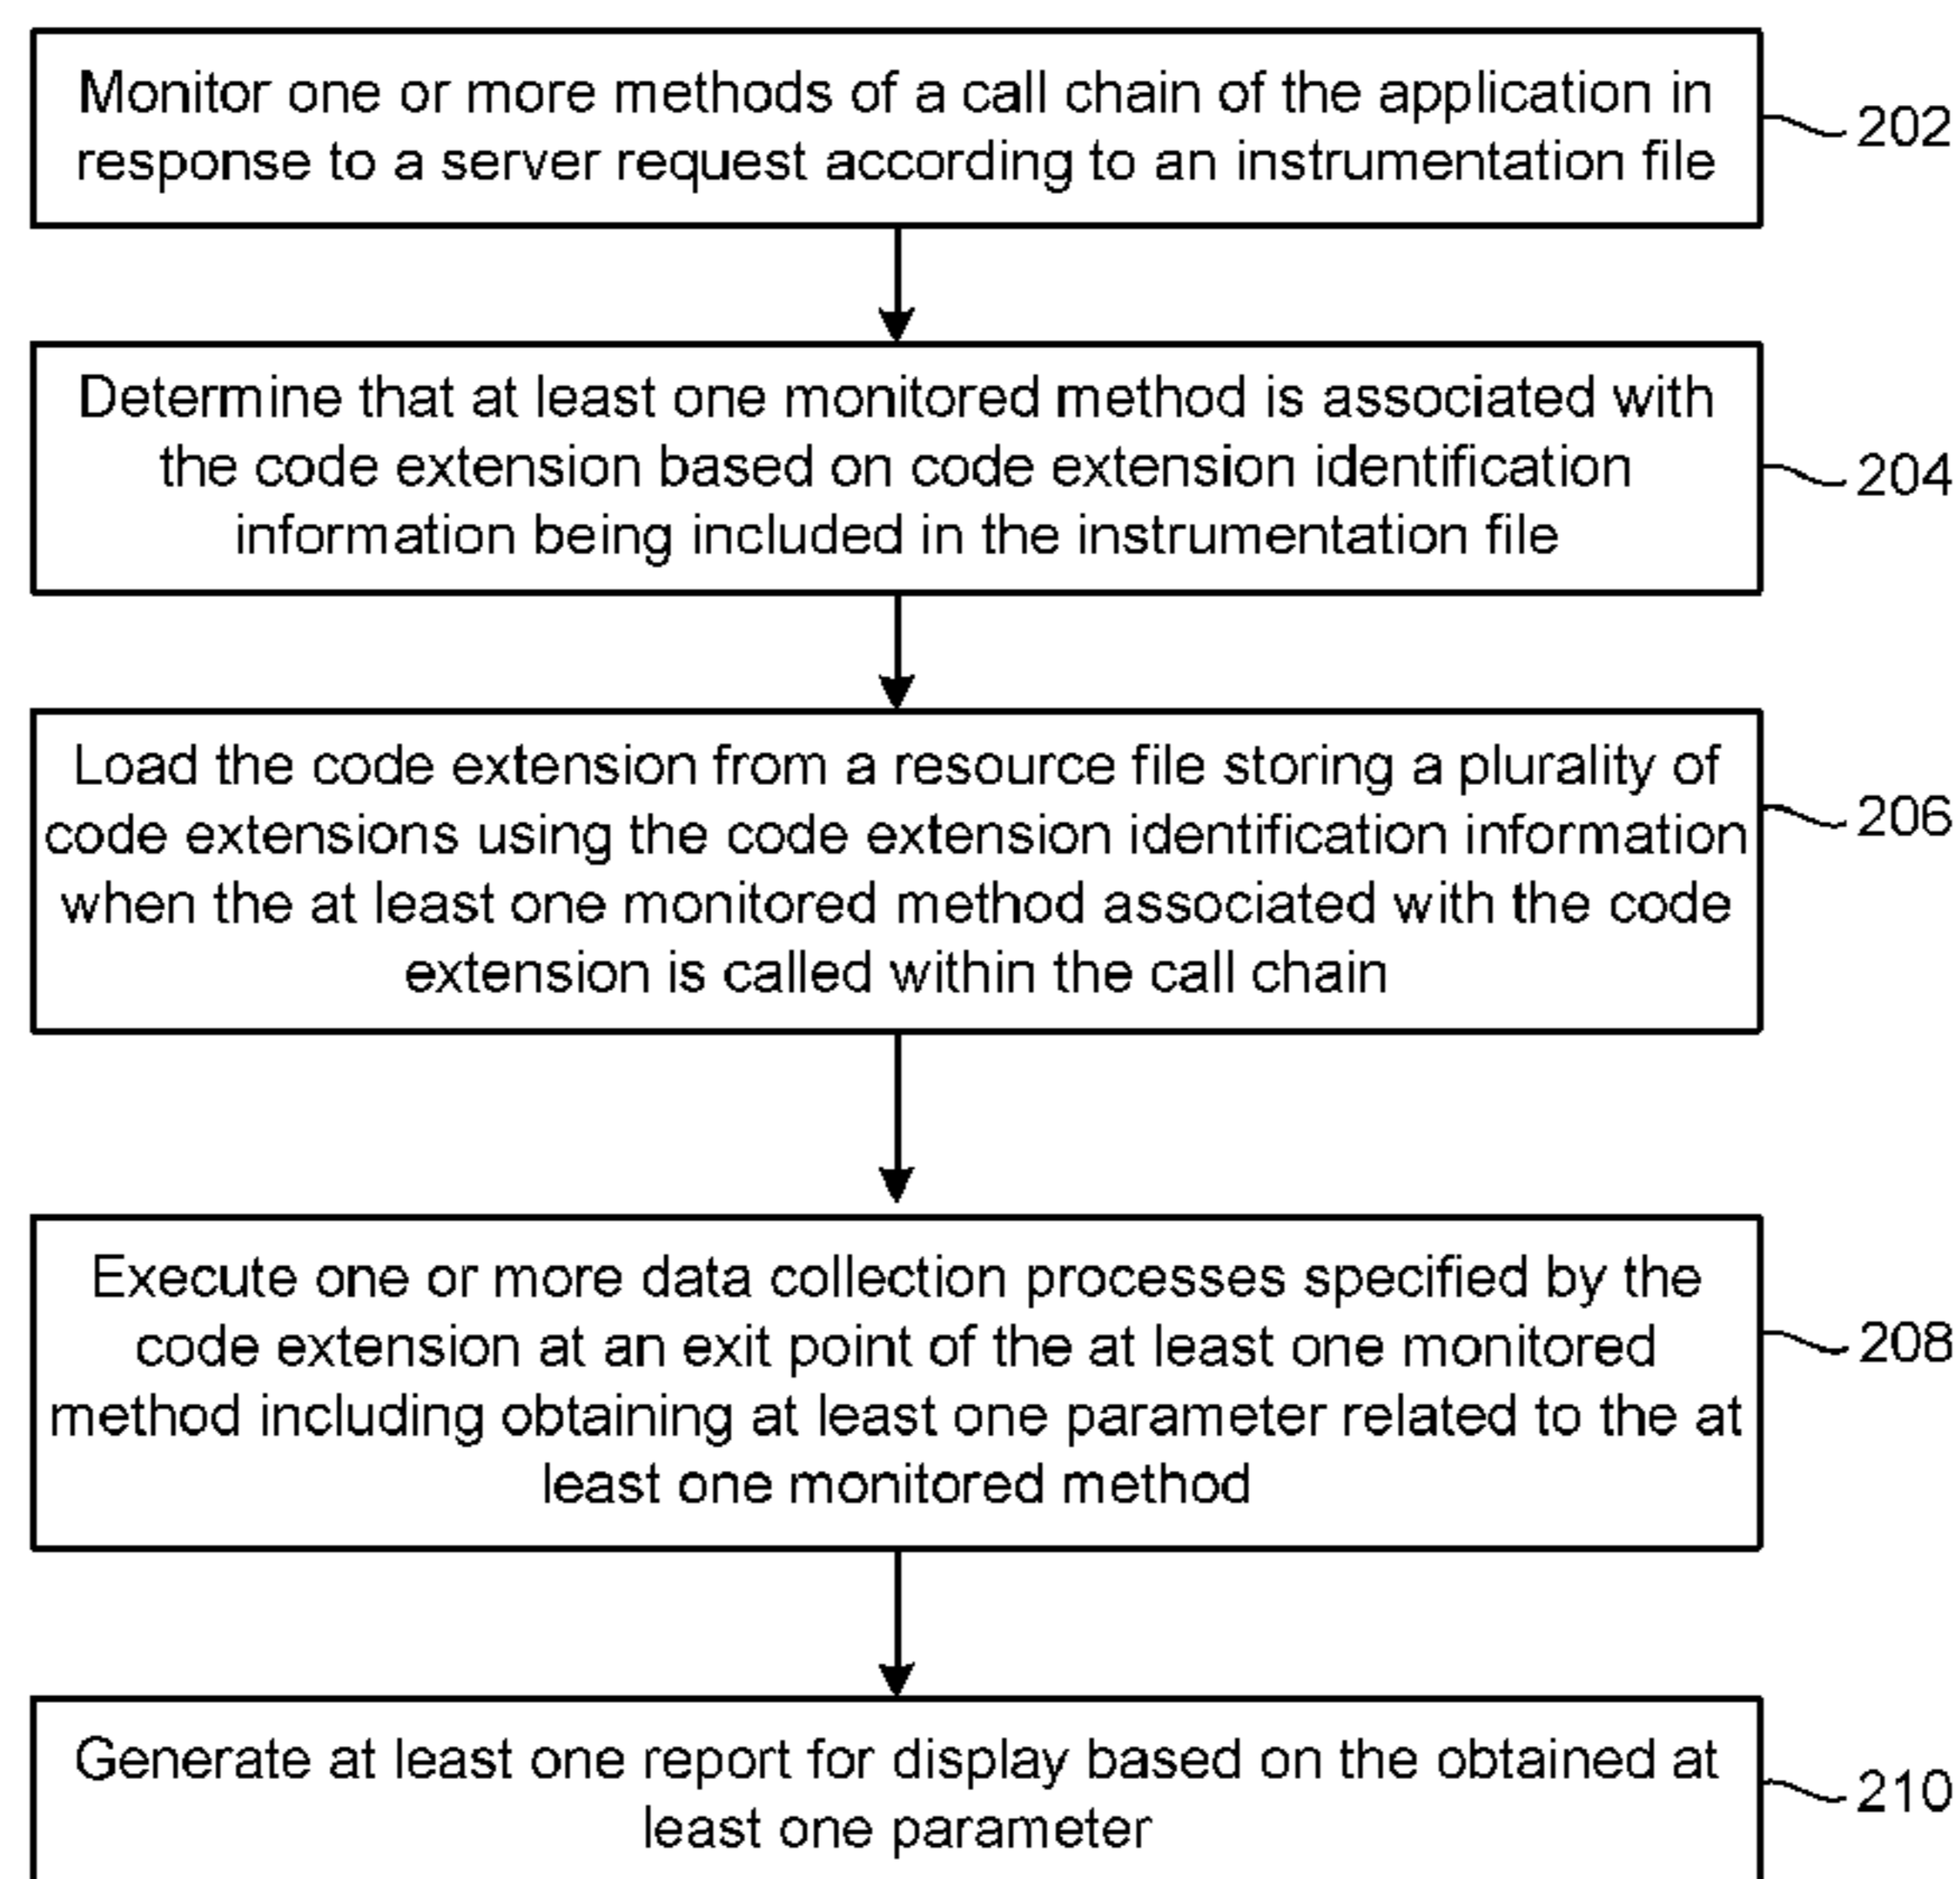 Monitor one or more methods of a call chain of the application in
response to a server request according to an instrumentation file
202
Determine that at least one monitored method is associated with
the code extension based on code extension identification
information being included in the instrumentation file
204
Load the code extension from a resource file storing a plurality of
code extensions using the code extension identification information
when the at least one monitored method associated with the code
extension is called within the call chain
206
Execute one or more data collection processes specified by the
code extension at an exit point of the at least one monitored
method including obtaining at least one parameter related to the at
least one monitored method
208
Generate at least one report for display based on the obtained at
least one parameter
210